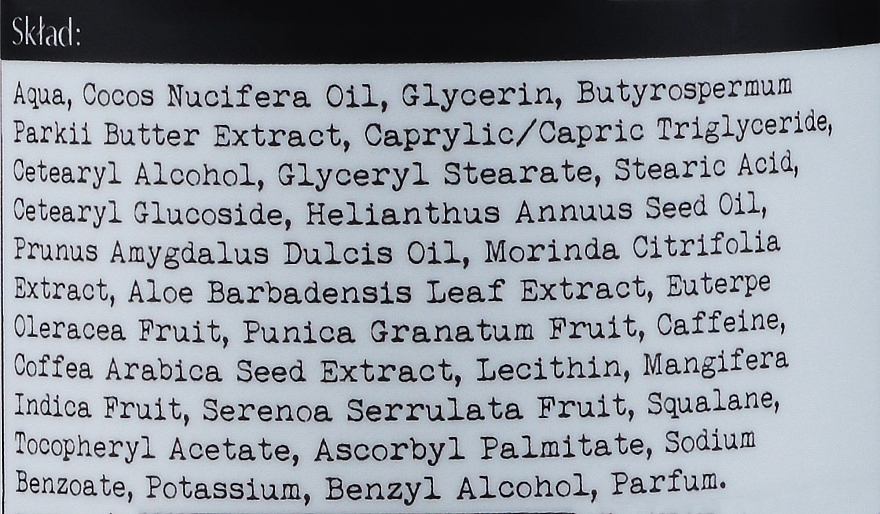 Skład:
Aqua, Cocos Nucifera Oil, Glycerin, Butyrospermum
Parkii Butter Extract, Caprylic/Capric Triglyceride,
Cetearyl Alcohol, Glyceryl Stearate, Stearic Acid,
Cetearyl Glucoside, Helianthus Annuus Seed Oil,
Prunus Amygdalus Dulcis Oil, Morinda Citrifolia
Extract, Aloe Barbadensis Leaf Extract, Euterpe
Oleracea Fruit, Punica Granatum Fruit, Caffeine,
Coffea Arabica Seed Extract, Lecithin, Mangifera
Indica Fruit, Serenoa Serrulata Fruit, Squalane,
Tocopheryl Acetate, Ascorbyl Palmitate, Sodium
Benzoate, Potassium, Benzyl Alcohol, Parfum.